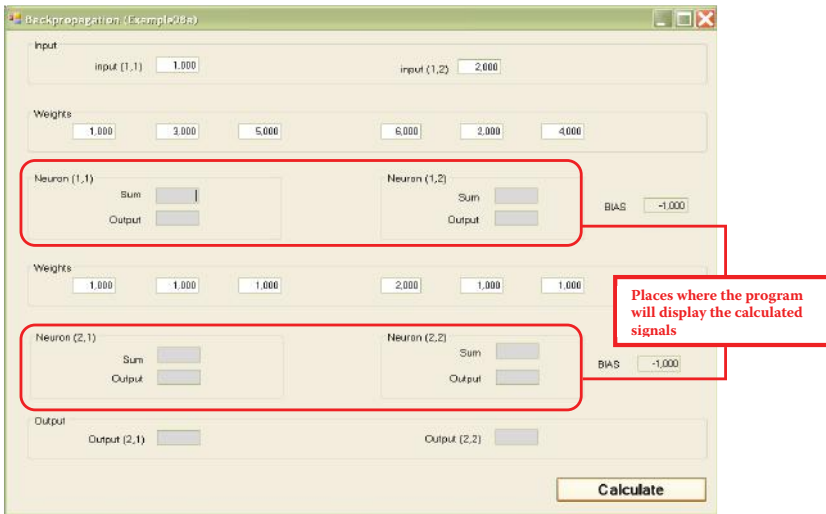 Backpropagation (Example08a)
Input
input (1,1) 1,000 input (1,2) 2,000
Weights
1,000 3,000 5,000 6,000 2,000 4,000
Neuron (1,1) Neuron (1,2)
Sum Sum
Output Output
BIAS -1,000
Weights
1,000 1,000 1,000 2,000 1,000 1,000
Places where the program
will display the calculated
signals
Neuron (2,1) Neuron (2,2)
Sum Sum
Output Output
BIAS -1,000
Output
Output (2,1) Output (2,2)
Calculate